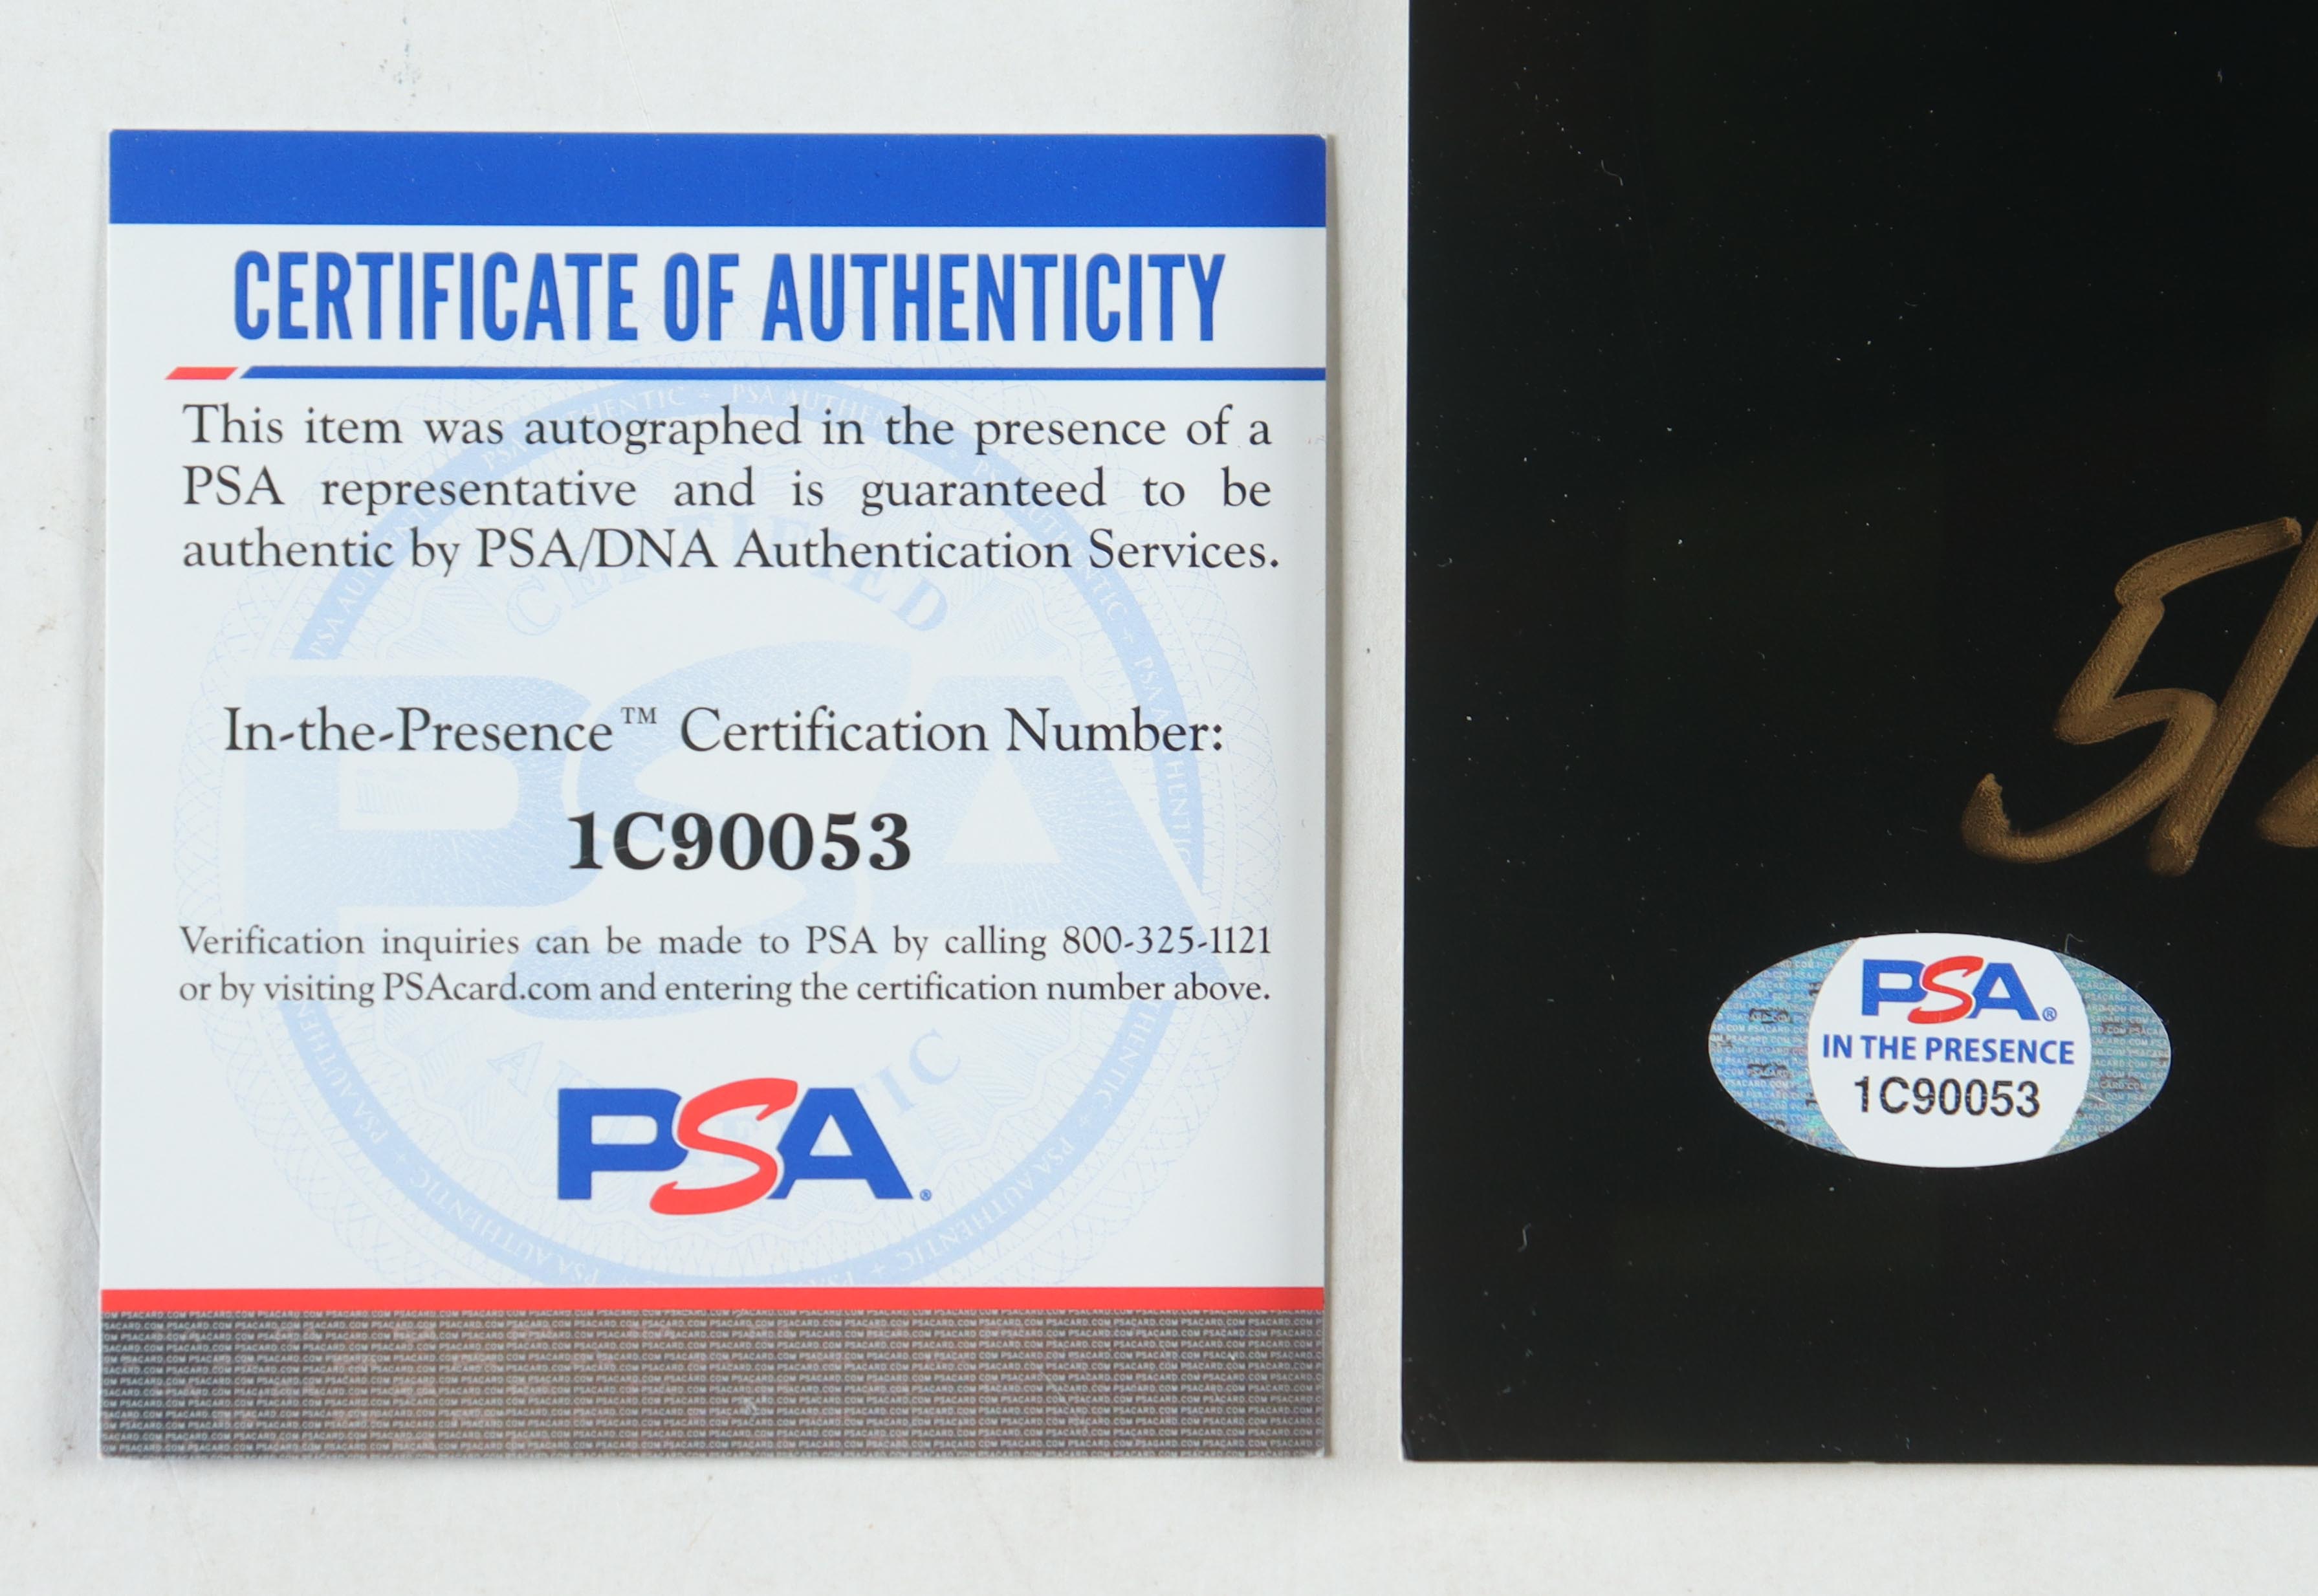 CERTIFICATE OF AUTHENTICITY
This item was autographed in the presence of a
PSA representative and is guaranteed to be
authentic by PSA/DNA Authentication Services.
In-the-Presence™ Certification Number:
1C90053
Verification inquiries can be made to PSA by calling 800-325-1121
or by visiting PSAcard.com and entering the certification number above.
PSA®
CERTIFIED
PSA
AUTHENTIC
PSA®
IN THE PRESENCE
1C90053